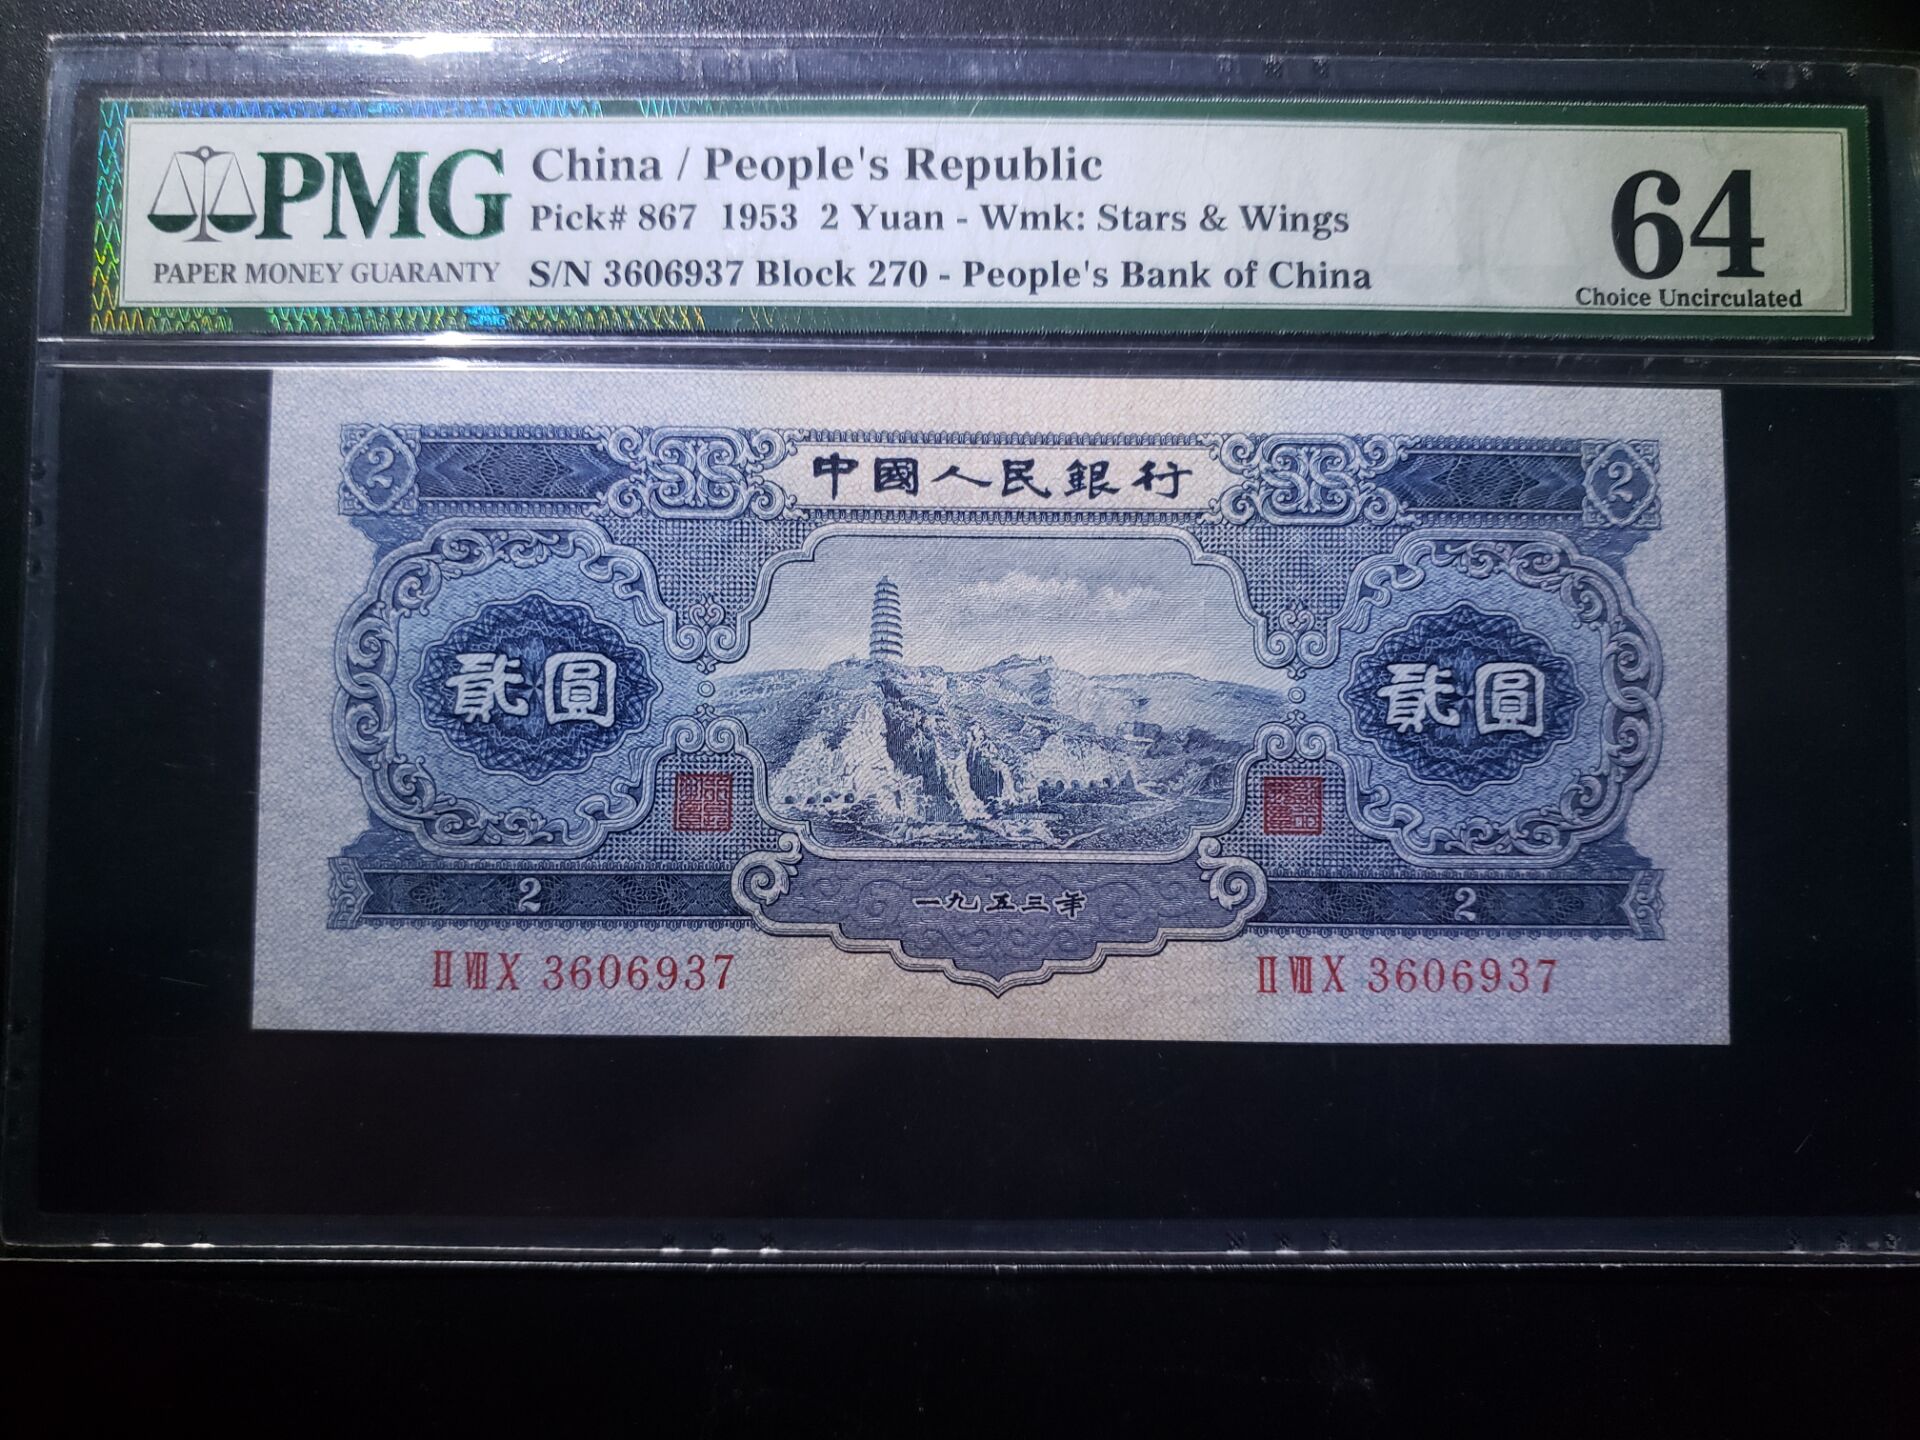 PMG
PAPER MONEY GUARANTY
China / People's Republic
Pick# 867 1953 2 Yuan - Wmk: Stars & Wings
S/N 3606937 Block 270 - People's Bank of China
64
Choice Uncirculated
2 中國人民銀行 2
貳圓 貳圓
2 一九五三年 2
II VII X 3606937 II VII X 3606937